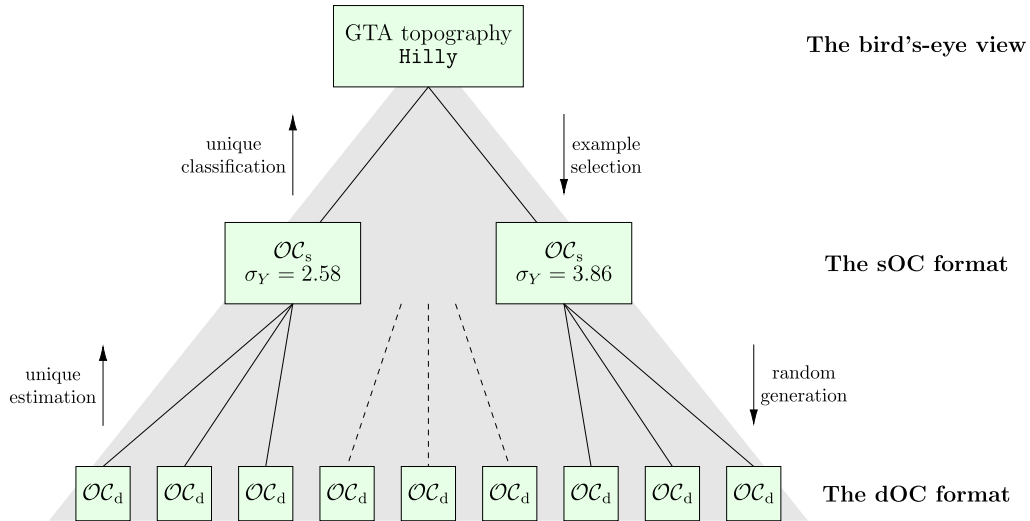 GTA topography
Hilly
The bird's-eye view
unique
classification
example
selection
𝒪𝒞s
σY = 2.58
𝒪𝒞s
σY = 3.86
The sOC format
unique
estimation
random
generation
𝒪𝒞d 𝒪𝒞d 𝒪𝒞d 𝒪𝒞d 𝒪𝒞d 𝒪𝒞d 𝒪𝒞d 𝒪𝒞d 𝒪𝒞d
The dOC format